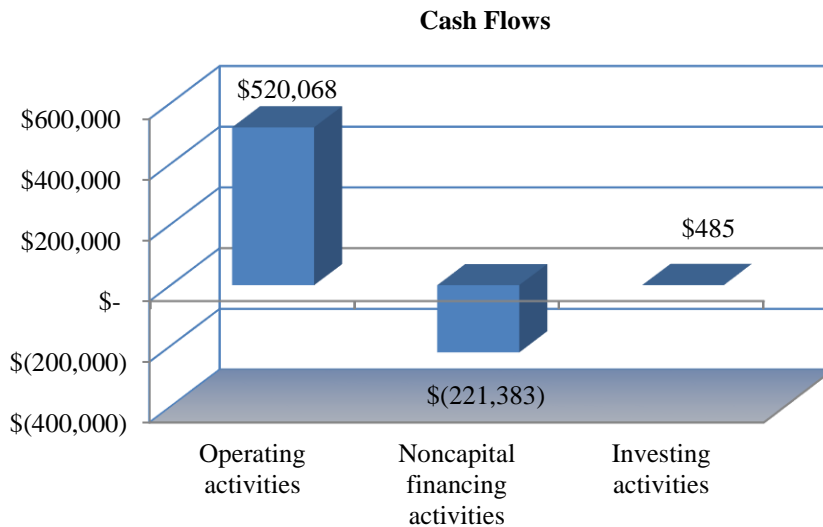 Cash Flows
$520,068
$600,000
$400,000
$200,000
$485
$-
$(200,000)
$(221,383)
$(400,000)
Operating
activities
Noncapital
financing
activities
Investing
activities